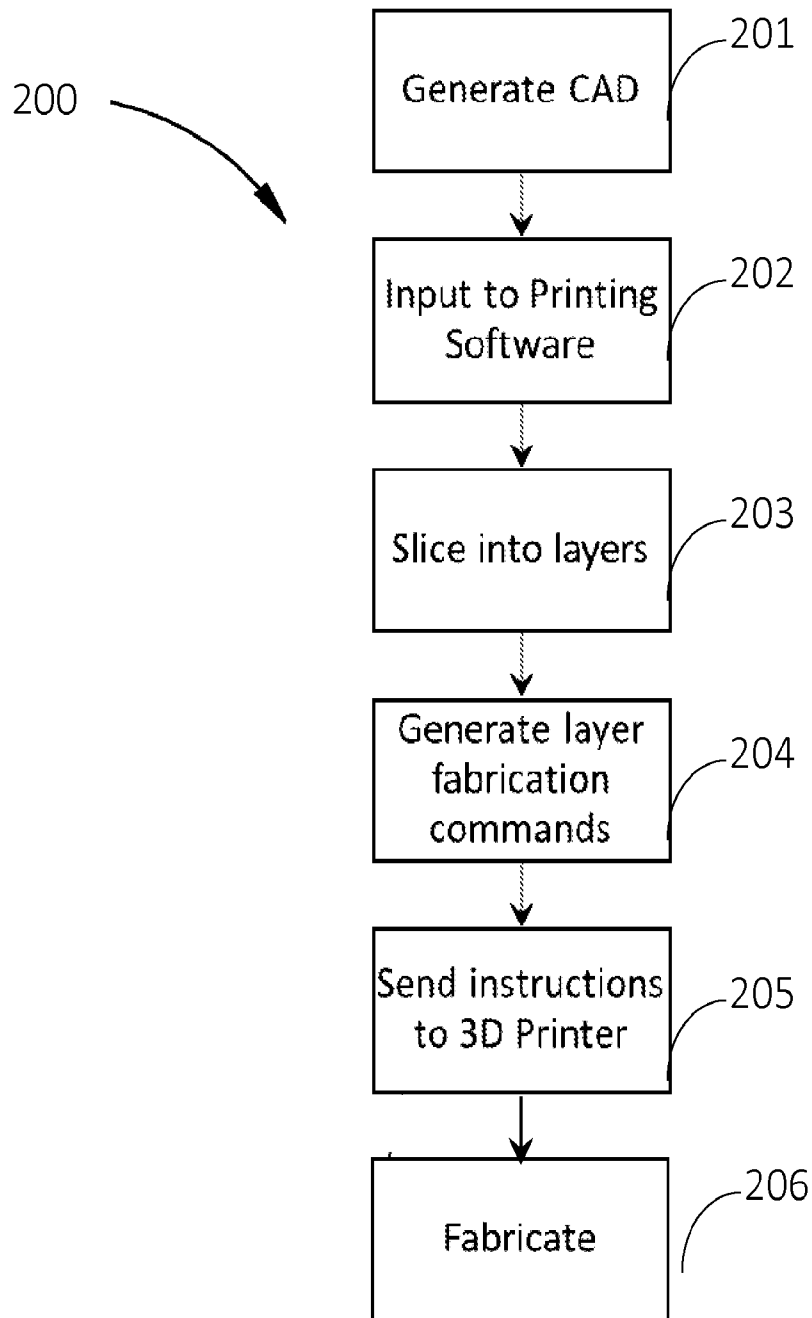 201
Generate CAD
200
202
Input to Printing
Software
203
Slice into layers
204
Generate layer
fabrication
commands
205
Send instructions
to 3D Printer
206
Fabricate